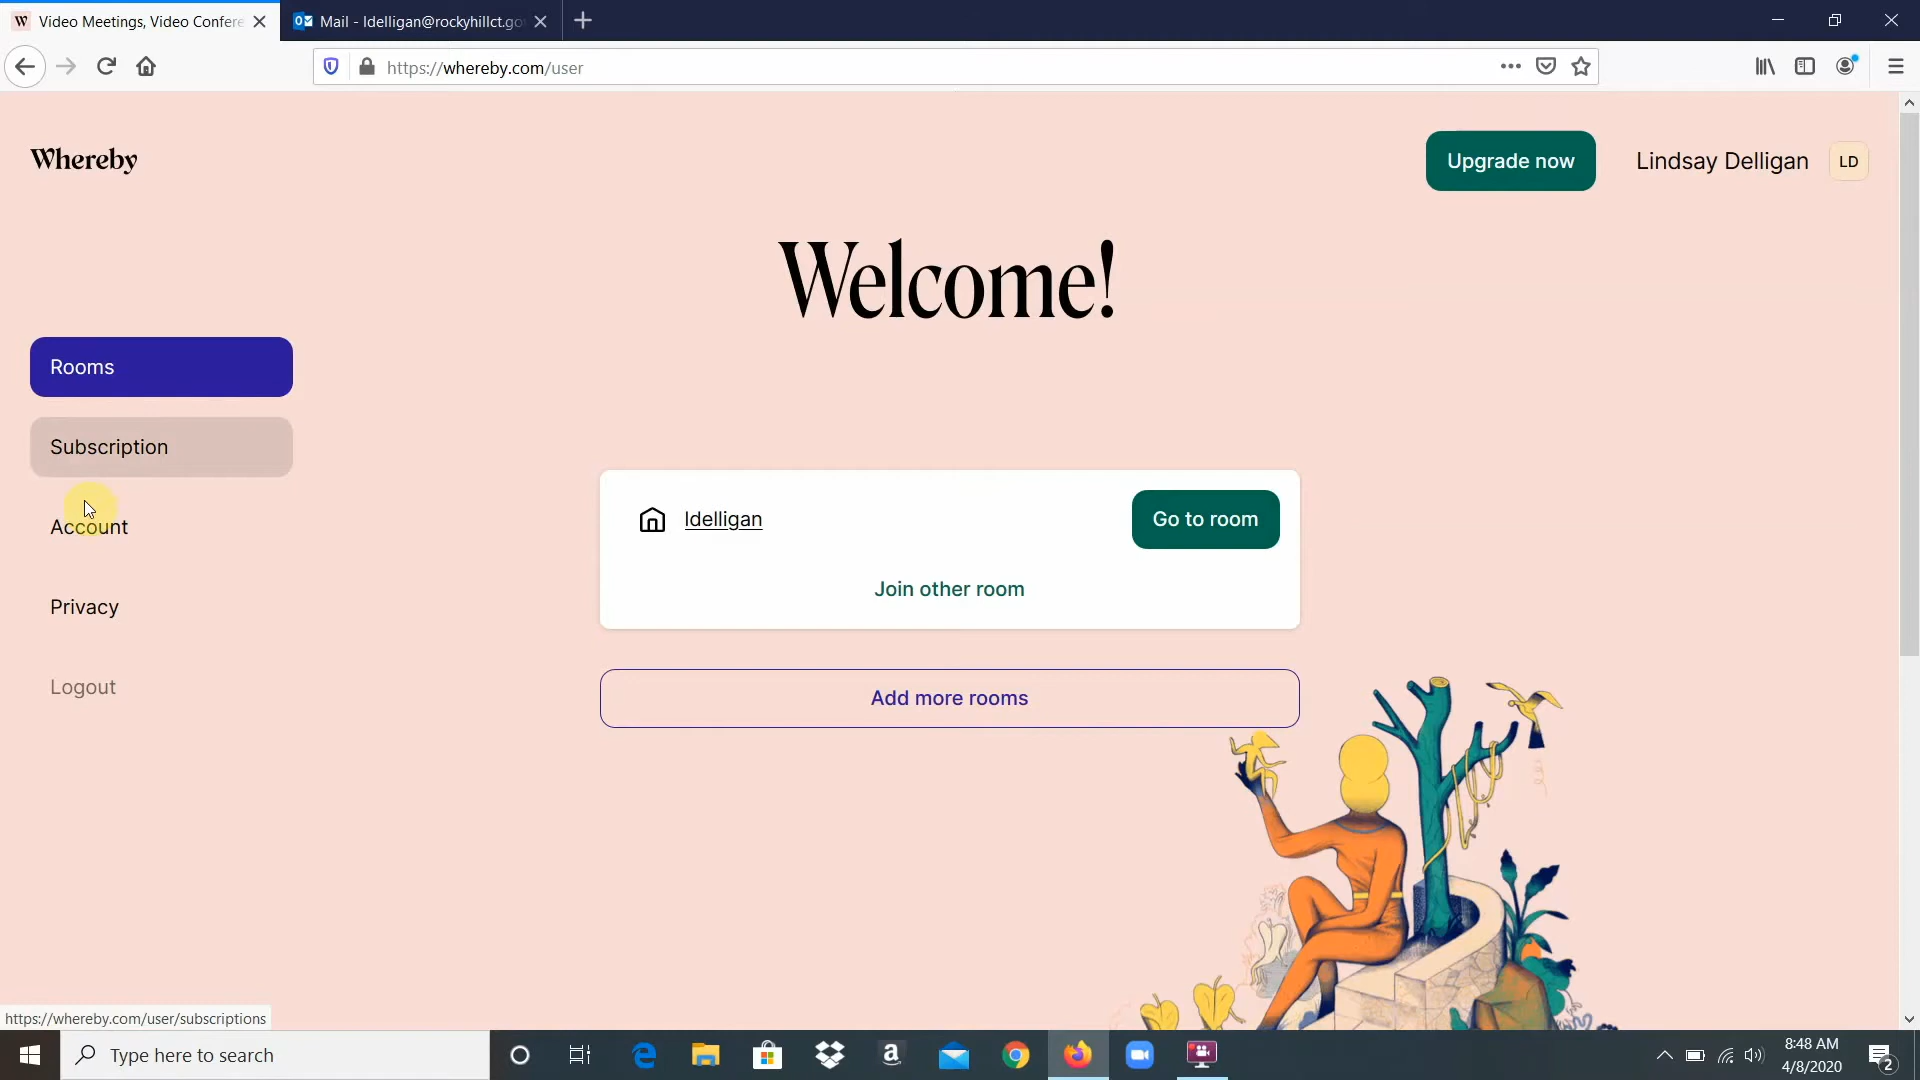 W Video Meetings, Video Confere
Mail - ldelligan@rockyhillct.go
https://whereby.com/user
Whereby
Upgrade now
Lindsay Delligan
LD
Welcome!
Rooms
Subscription
Account
Privacy
Logout
ldelligan
Go to room
Join other room
Add more rooms
https://whereby.com/user/subscriptions
Type here to search
8:48 AM
4/8/2020
2